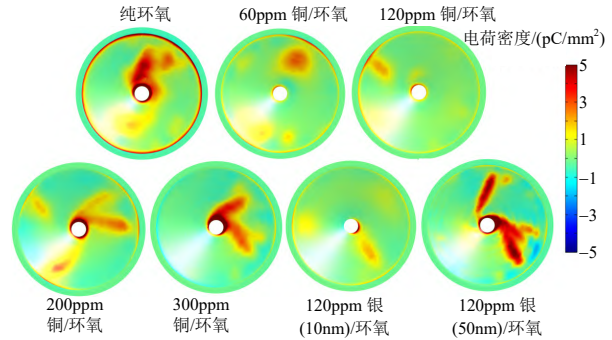 纯环氧
60ppm 铜/环氧
120ppm 铜/环氧
电荷密度/(pC/mm²)
5
3
1
−1
−3
−5
200ppm
铜/环氧
300ppm
铜/环氧
120ppm 银
(10nm)/环氧
120ppm 银
(50nm)/环氧